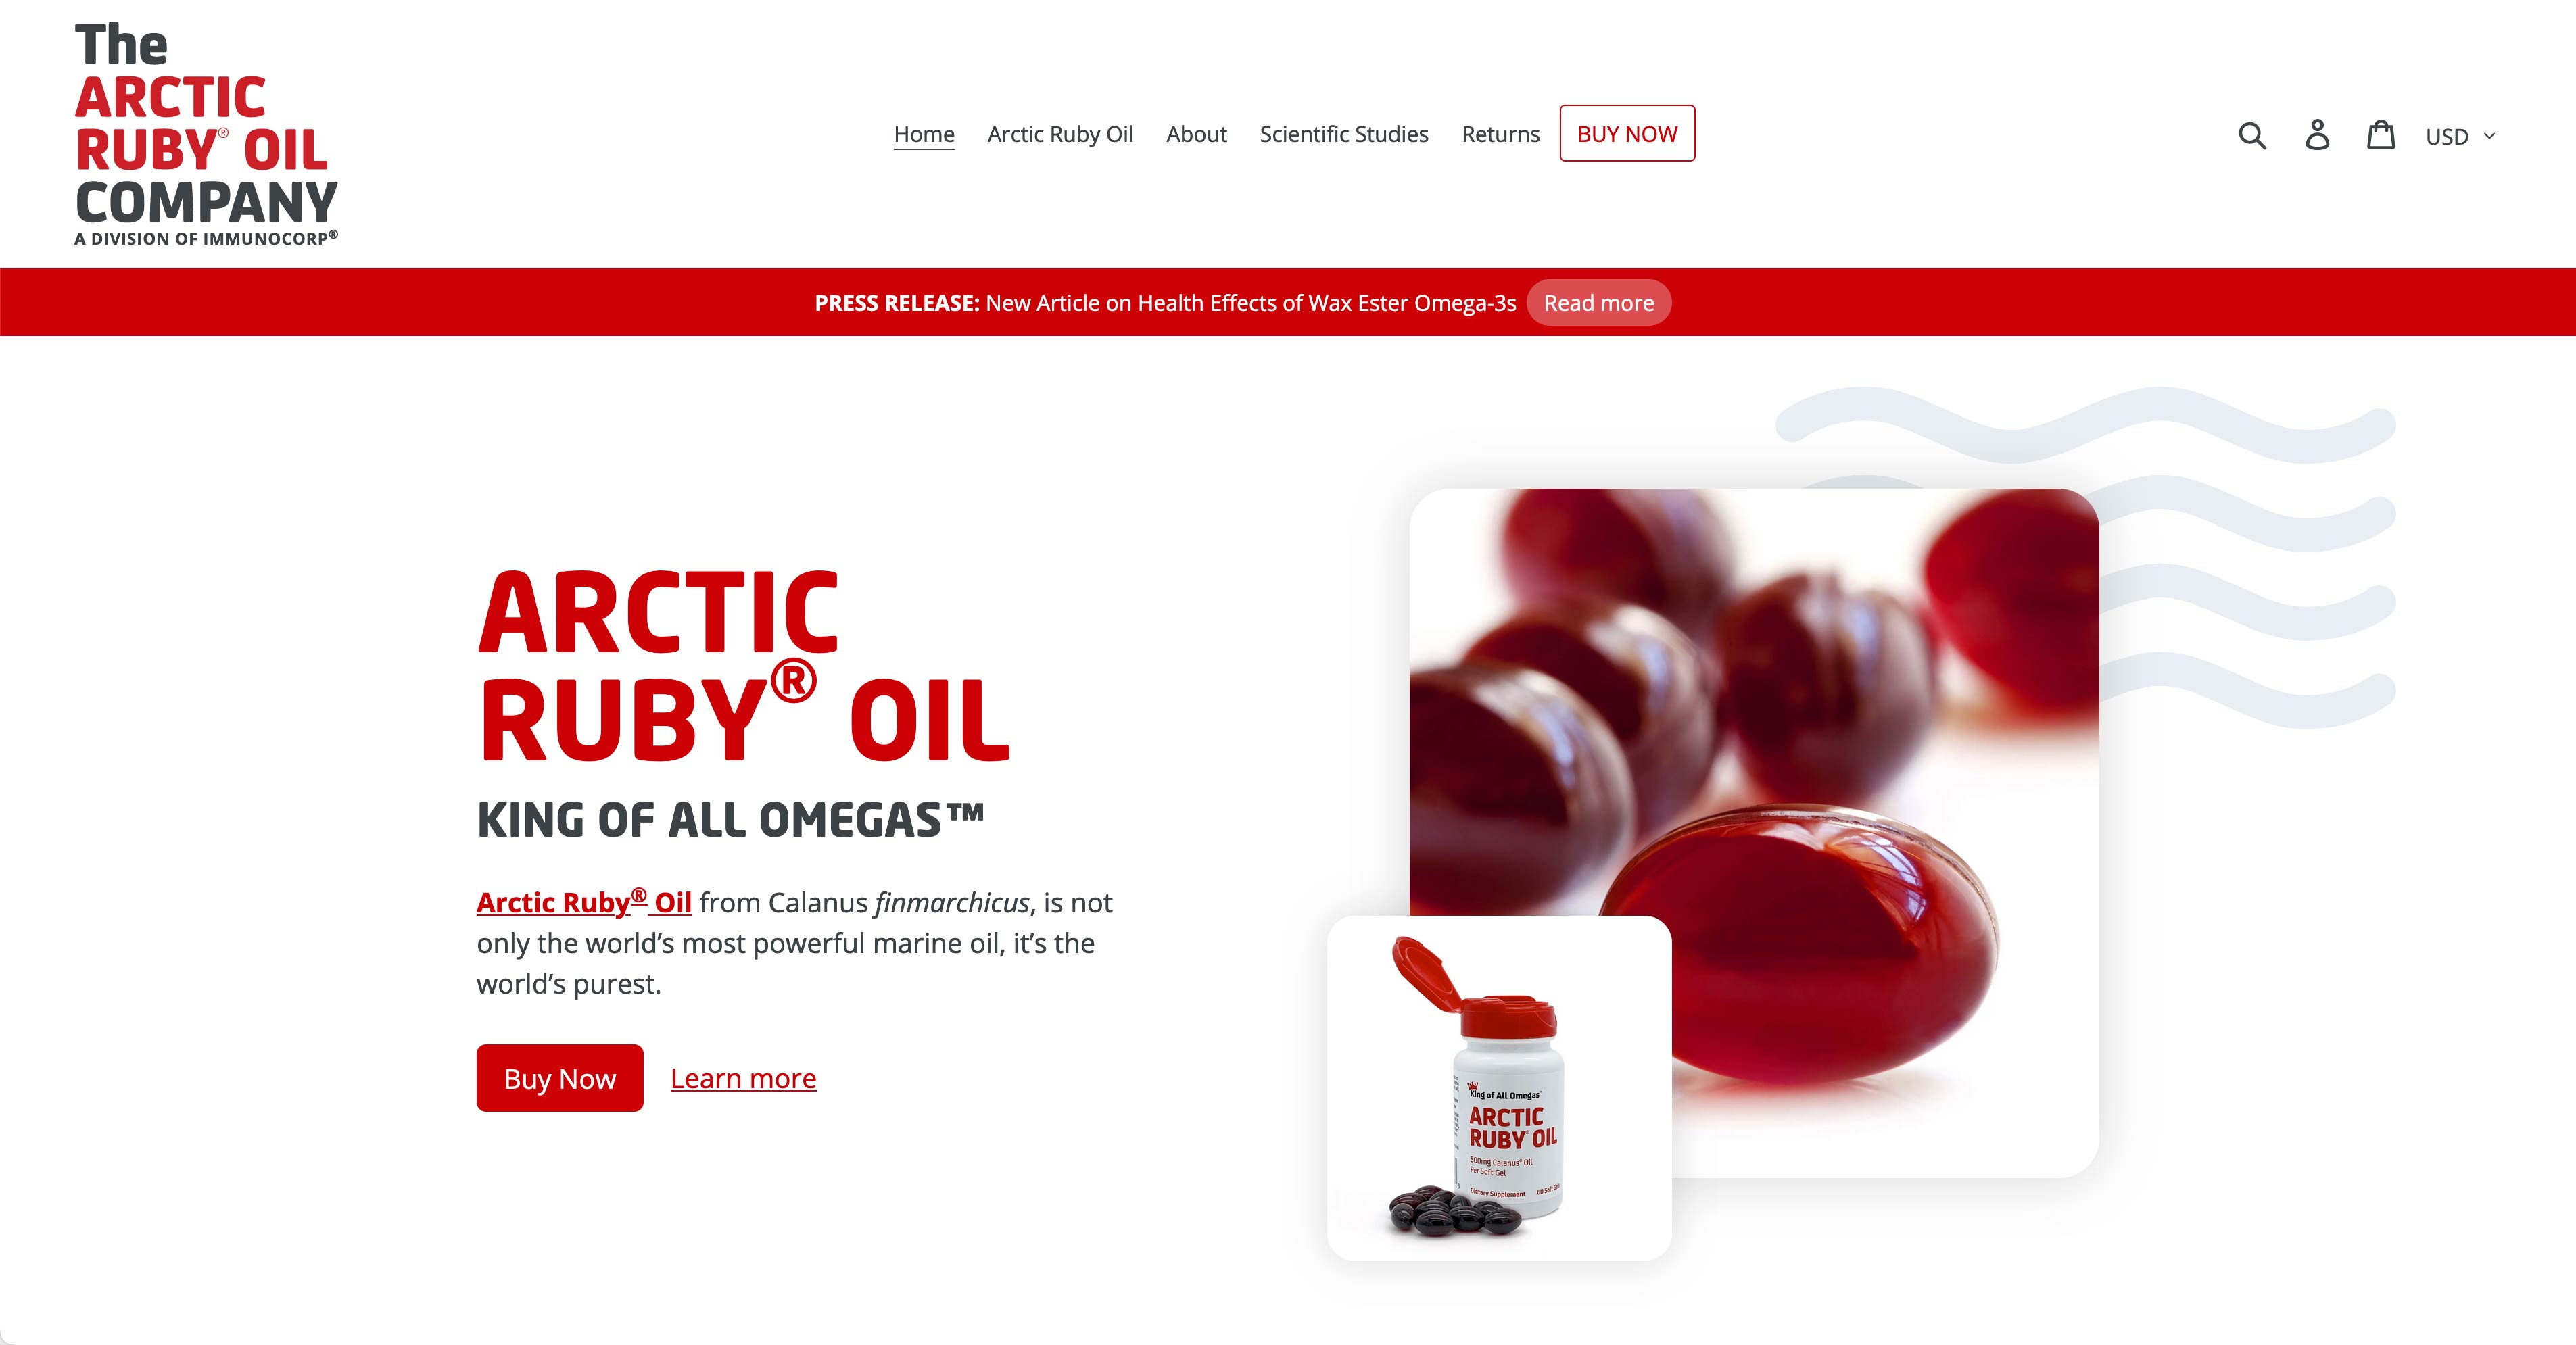 The
ARCTIC
RUBY® OIL
COMPANY
A DIVISION OF IMMUNOCORP®
Home
Arctic Ruby Oil
About
Scientific Studies
Returns
BUY NOW
USD
PRESS RELEASE: New Article on Health Effects of Wax Ester Omega-3s Read more
ARCTIC
RUBY® OIL
KING OF ALL OMEGAS™
Arctic Ruby® Oil from Calanus finmarchicus, is not
only the world’s most powerful marine oil, it’s the
world’s purest.
Buy Now
Learn more
King of All Omegas™
ARCTIC
RUBY® OIL
500mg Calanus® Oil
Per Soft Gel
Dietary Supplement 60 Soft Gels